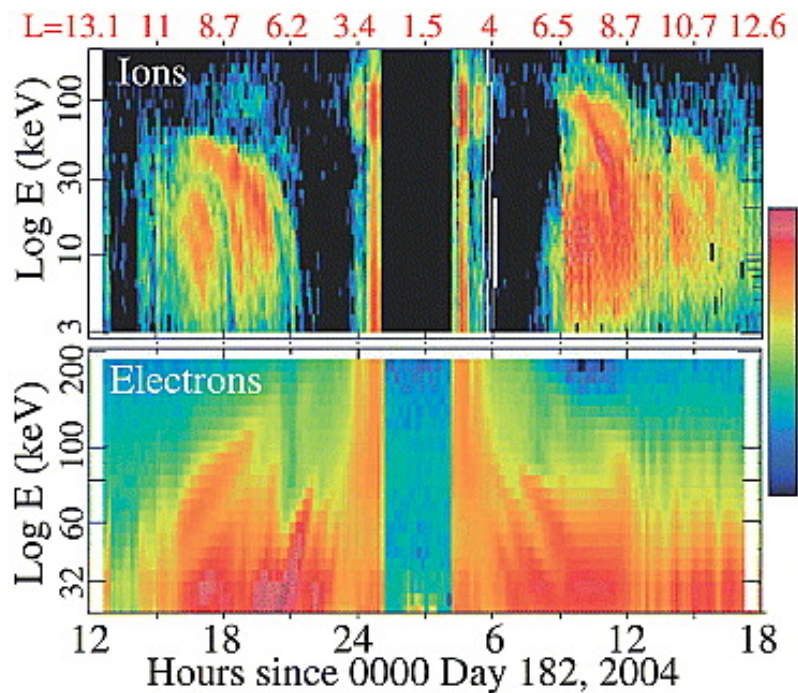 L=13.1 11 8.7 6.2 3.4 1.5 4 6.5 8.7 10.7 12.6
Ions
Log E (keV)
100
30
10
3
Electrons
Log E (keV)
200
100
60
32
12 18 24 6 12 18
Hours since 0000 Day 182, 2004